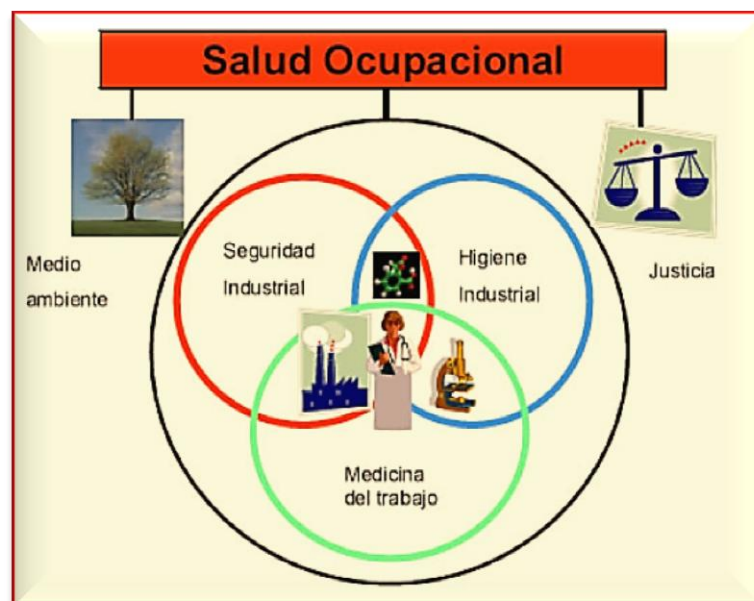 Salud Ocupacional
Medio
ambiente
Seguridad
Industrial
Higiene
Industrial
Justicia
Medicina
del trabajo